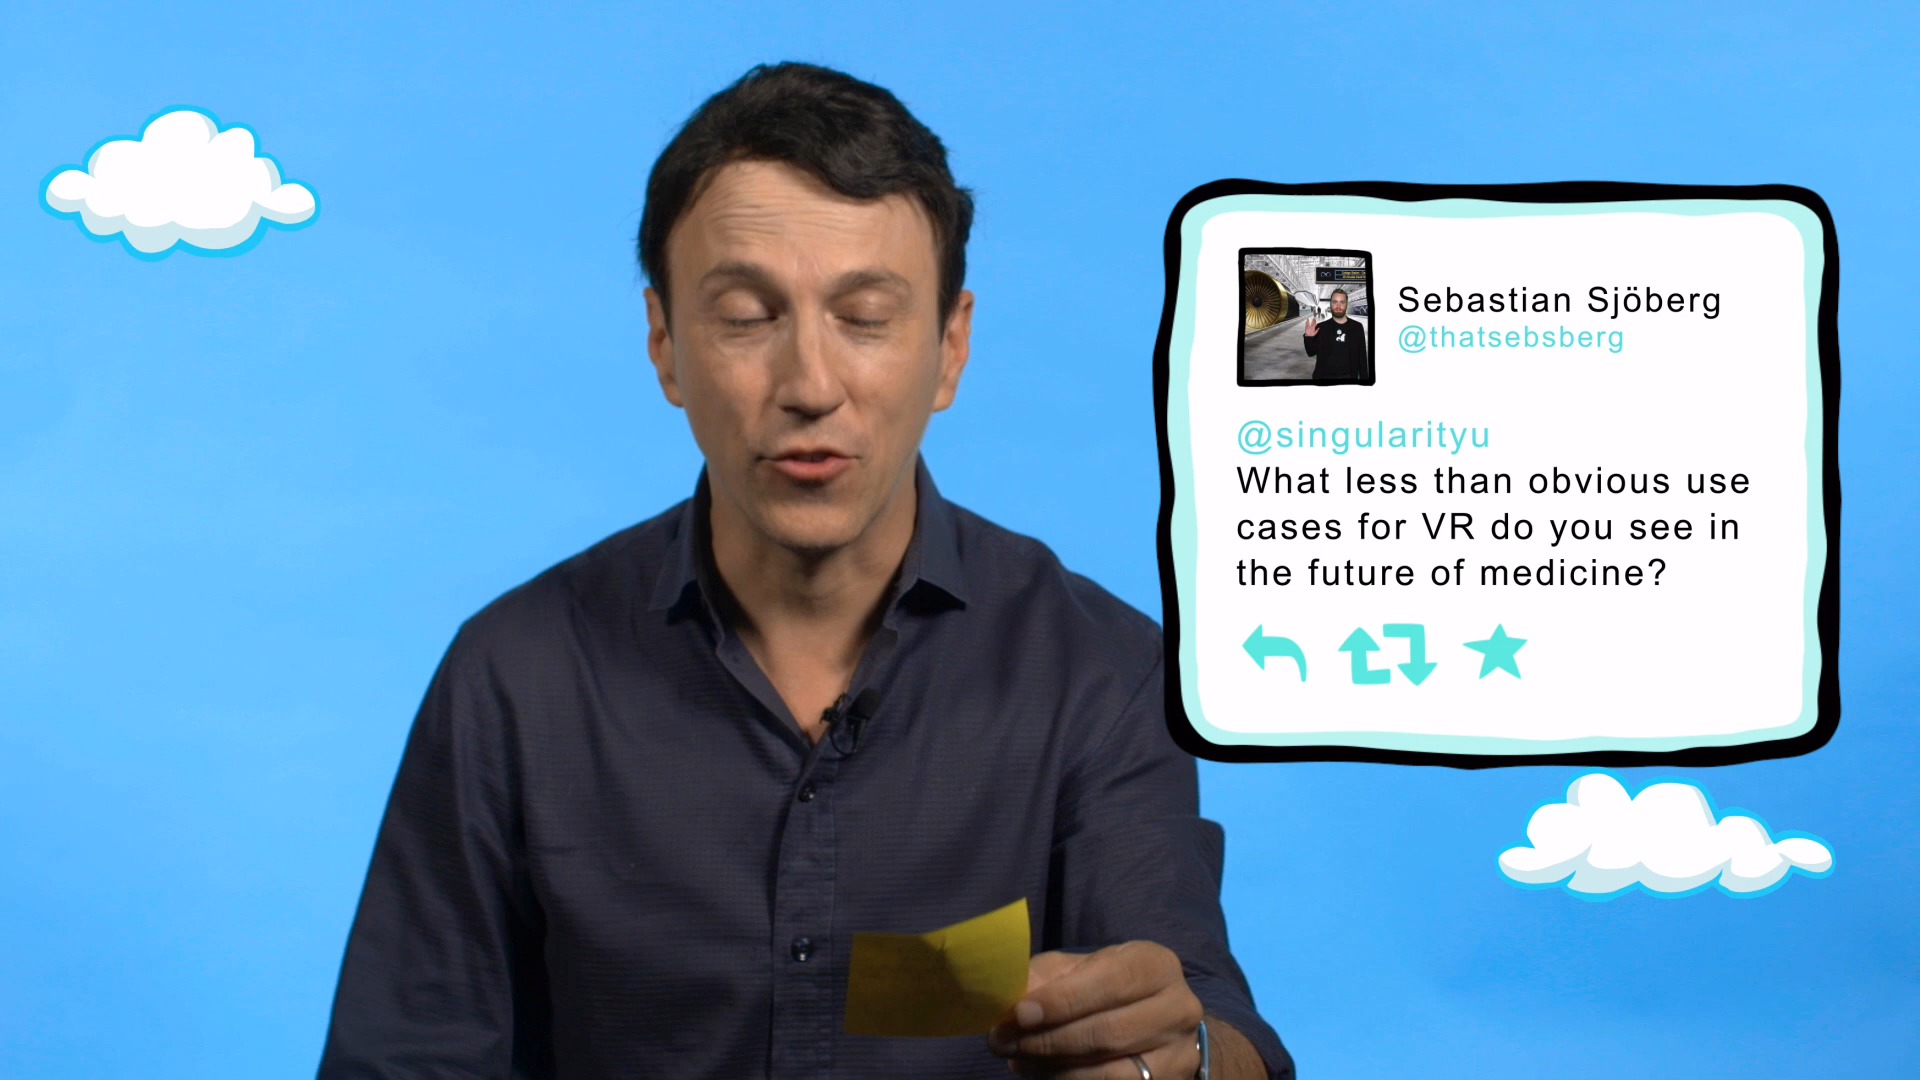 Sebastian Sjöberg
@thatsebsberg
@singularityu
What less than obvious use
cases for VR do you see in
the future of medicine?